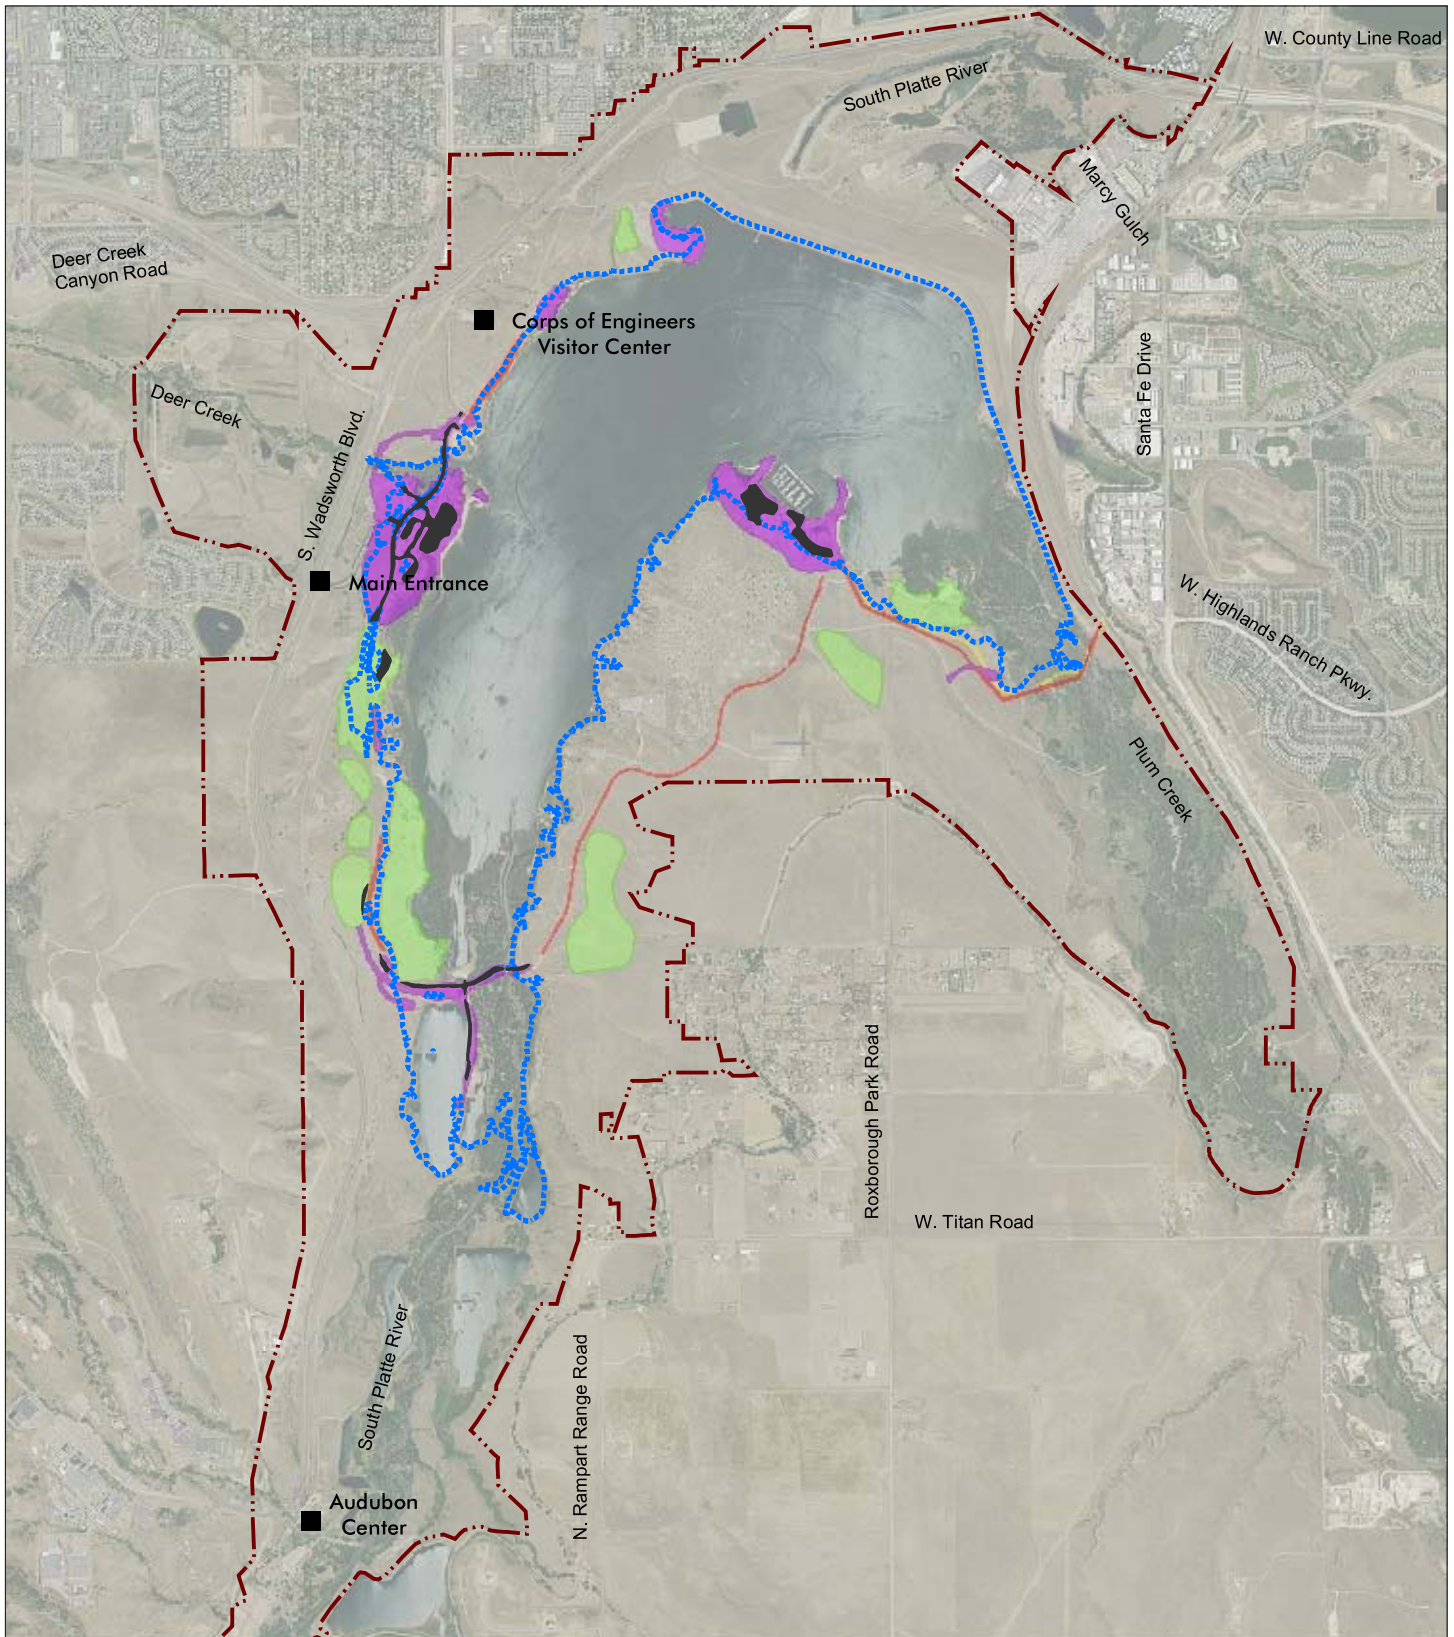 W. County Line Road
South Platte River
Marcy Gulch
Deer Creek
Canyon Road
Corps of Engineers
Visitor Center
Santa Fe Drive
Deer Creek
S. Wadsworth Blvd.
Main Entrance
W. Highlands Ranch Pkwy.
Plum Creek
Roxborough Park Road
W. Titan Road
South Platte River
N. Rampart Range Road
Audubon
Center